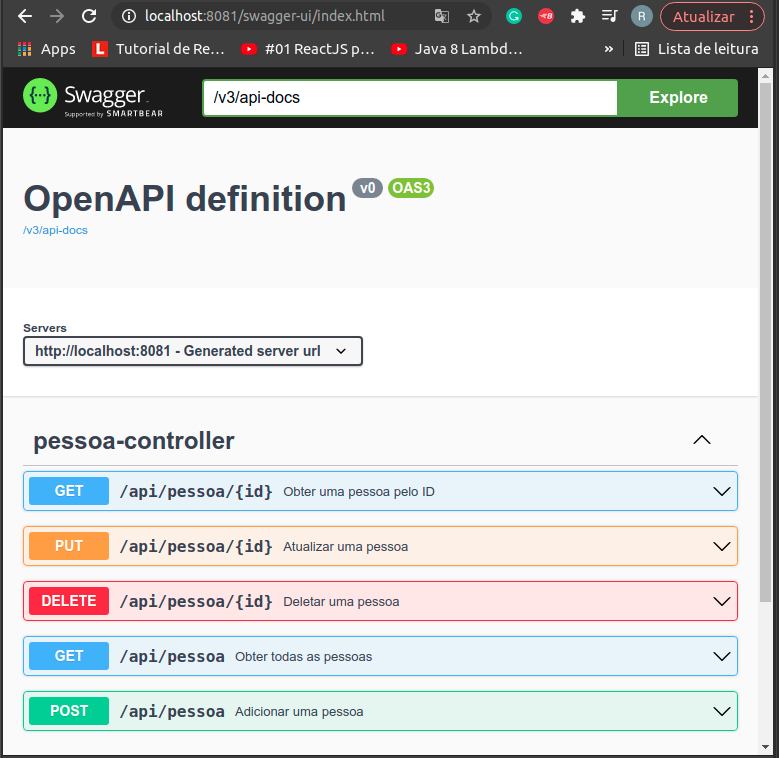 localhost:8081/swagger-ui/index.html
R
Atualizar
Apps
L
Tutorial de Re...
#01 ReactJS p...
Java 8 Lambd...
»
Lista de leitura
{···}
Swagger
Supported by SMARTBEAR
/v3/api-docs
Explore
OpenAPI definition v0 OAS3
/v3/api-docs
Servers
http://localhost:8081 - Generated server url
pessoa-controller
GET /api/pessoa/{id} Obter uma pessoa pelo ID
PUT /api/pessoa/{id} Atualizar uma pessoa
DELETE /api/pessoa/{id} Deletar uma pessoa
GET /api/pessoa Obter todas as pessoas
POST /api/pessoa Adicionar uma pessoa